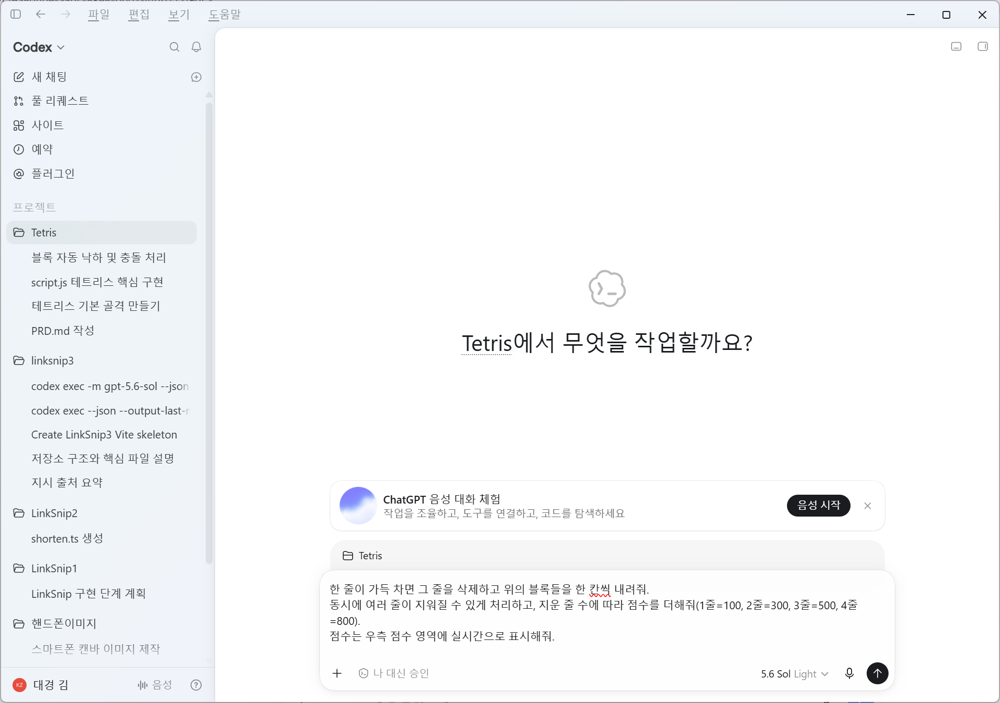 파일 편집 보기 도움말
Codex
새 채팅
풀 리퀘스트
사이트
예약
플러그인
프로젝트
Tetris
블록 자동 낙하 및 충돌 처리
script.js 테트리스 핵심 구현
테트리스 기본 골격 만들기
PRD.md 작성
linksnip3
codex exec -m gpt-5.6-sol --json
codex exec --json --output-last-
Create LinkSnip3 Vite skeleton
저장소 구조와 핵심 파일 설명
지시 출처 요약
LinkSnip2
shorten.ts 생성
LinkSnip1
LinkSnip 구현 단계 계획
핸드폰이미지
스마트폰 캔바 이미지 제작
KZ 대경 김 음성
Tetris에서 무엇을 작업할까요?
ChatGPT 음성 대화 체험
작업을 조율하고, 도구를 연결하고, 코드를 탐색하세요
음성 시작
Tetris
한 줄이 가득 차면 그 줄을 삭제하고 위의 블록들을 한 칸씩 내려줘.
동시에 여러 줄이 지워질 수 있게 처리하고, 지운 줄 수에 따라 점수를 더해줘(1줄=100, 2줄=300, 3줄=500, 4줄
=800).
점수는 우측 점수 영역에 실시간으로 표시해줘.
나 대신 승인
5.6 Sol Light